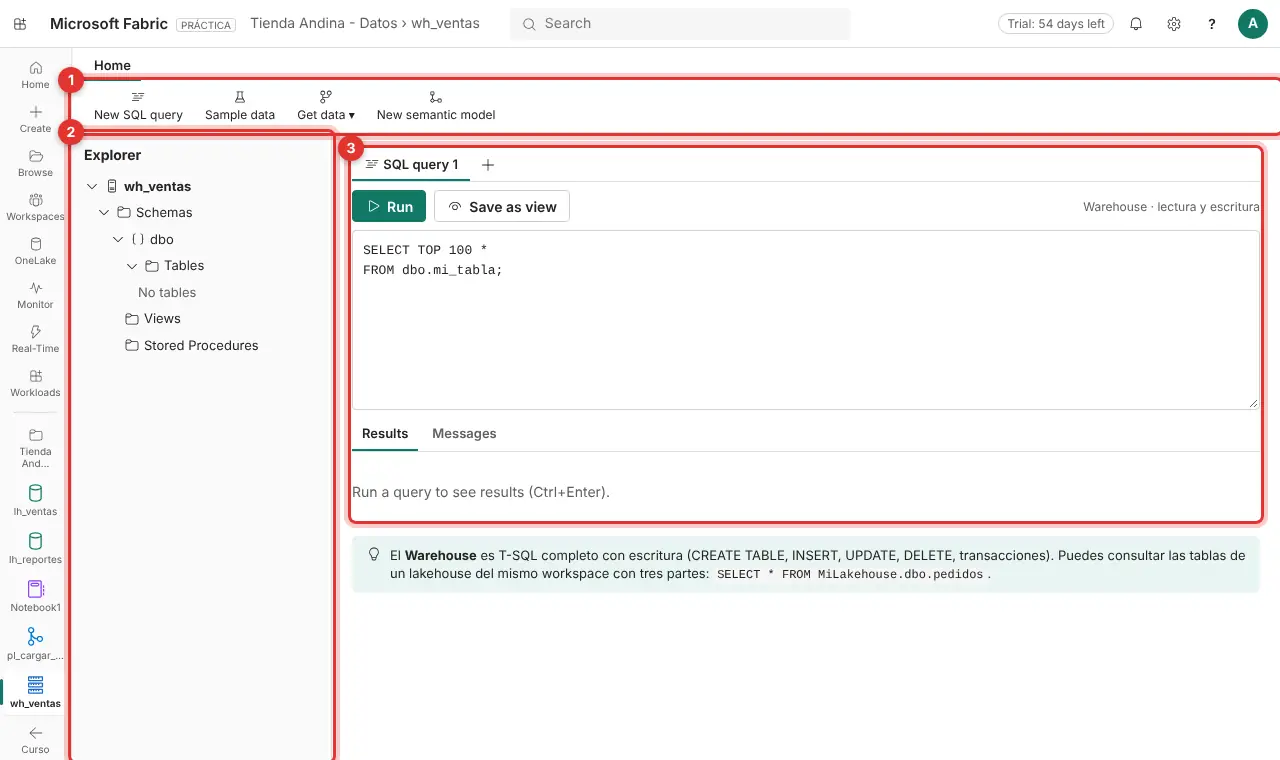 Microsoft Fabric PRÁCTICA Tienda Andina - Datos › wh_ventas Search Trial: 54 days left ? A
Home
Create
Browse
Workspaces
OneLake
Monitor
Real-Time
Workloads
Tienda
And...
lh_ventas
lh_reportes
Notebook1
pl_cargar_...
wh_ventas
Curso
Home
1
New SQL query Sample data Get data ▾ New semantic model
2
Explorer
wh_ventas
Schemas
dbo
Tables
No tables
Views
Stored Procedures
3
SQL query 1
Run Save as view Warehouse · lectura y escritura
SELECT TOP 100 *
FROM dbo.mi_tabla;
Results Messages
Run a query to see results (Ctrl+Enter).
El Warehouse es T-SQL completo con escritura (CREATE TABLE, INSERT, UPDATE, DELETE, transacciones). Puedes consultar las tablas de
un lakehouse del mismo workspace con tres partes: SELECT * FROM MiLakehouse.dbo.pedidos .